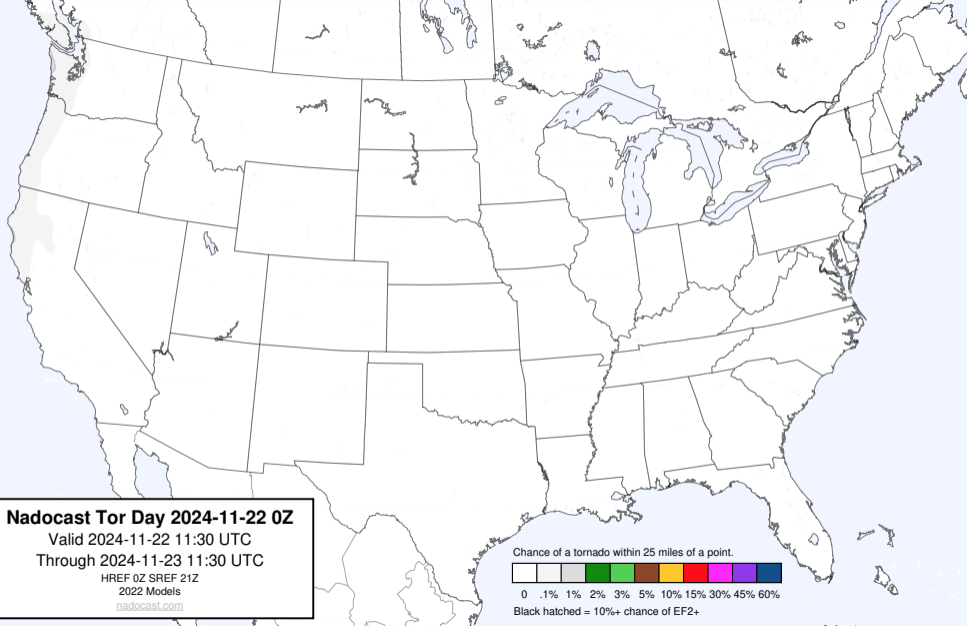 Nadocast Tor Day 2024-11-22 0Z
Valid 2024-11-22 11:30 UTC
Through 2024-11-23 11:30 UTC
HREF 0Z SREF 21Z
2022 Models
nadocast.com
Chance of a tornado within 25 miles of a point.
0 .1% 1% 2% 3% 5% 10% 15% 30% 45% 60%
Black hatched = 10%+ chance of EF2+